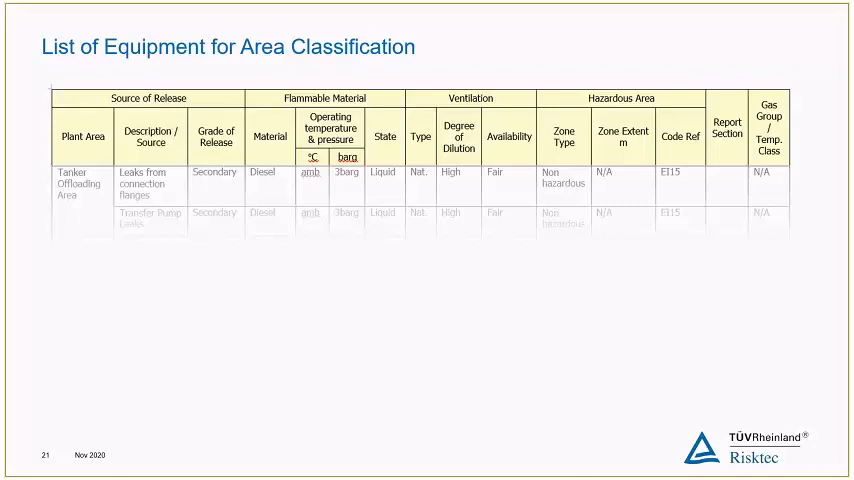 List of Equipment for Area Classification
Source of Release Flammable Material Ventilation Hazardous Area Report Section Gas Group / Temp. Class
Plant Area Description / Source Grade of Release Material Operating temperature & pressure State Type Degree of Dilution Availability Zone Type Zone Extent m Code Ref
°C barg
Tanker Offloading Area Leaks from connection flanges Secondary Diesel amb 3barg Liquid Nat. High Fair Non hazardous N/A EI15 N/A
Transfer Pump Leaks Secondary Diesel amb 3barg Liquid Nat. High Fair Non hazardous N/A EI15 N/A
21 Nov 2020
TÜVRheinland®
Risktec